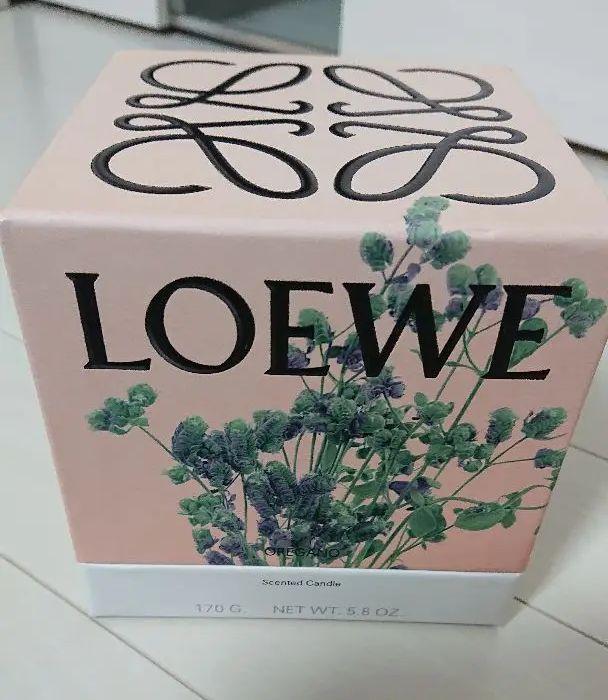 LOEWE
OREGANO
Scented Candle
170 G. NET WT. 5.8 OZ.